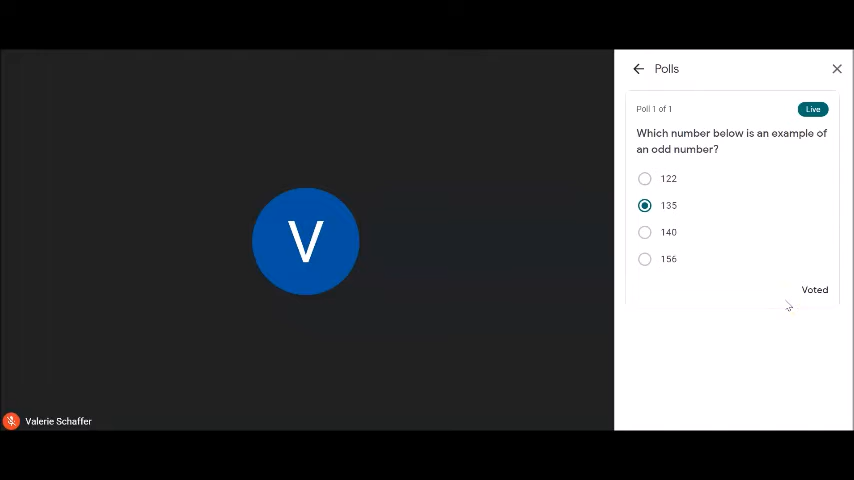 Polls
Poll 1 of 1
Live
Which number below is an example of
an odd number?
122
135
140
156
Voted
V
Valerie Schaffer